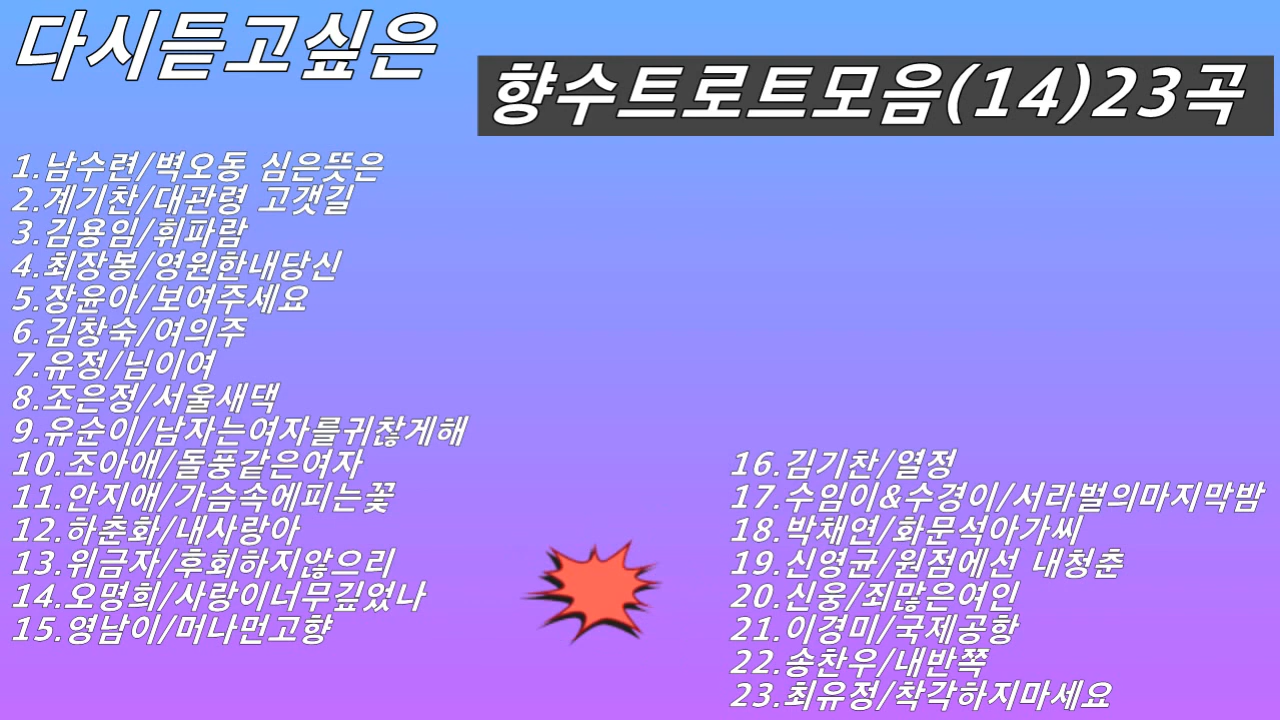 다시듣고싶은
향수트로트모음(14)23곡
1.남수련/벽오동 심은뜻은
2.계기찬/대관령 고갯길
3.김용임/휘파람
4.최장봉/영원한내당신
5.장윤아/보여주세요
6.김창숙/여의주
7.유정/님이여
8.조은정/서울새댁
9.유순이/남자는여자를귀찮게해
10.조아애/돌풍같은여자
11.안지애/가슴속에피는꽃
12.하춘화/내사랑아
13.위금자/후회하지않으리
14.오명희/사랑이너무깊었나
15.영남이/머나먼고향
16.김기찬/열정
17.수임이&수경이/서라벌의마지막밤
18.박채연/화문석아가씨
19.신영균/원점에선 내청춘
20.신웅/죄많은여인
21.이경미/국제공항
22.송찬우/내반쪽
23.최유정/착각하지마세요